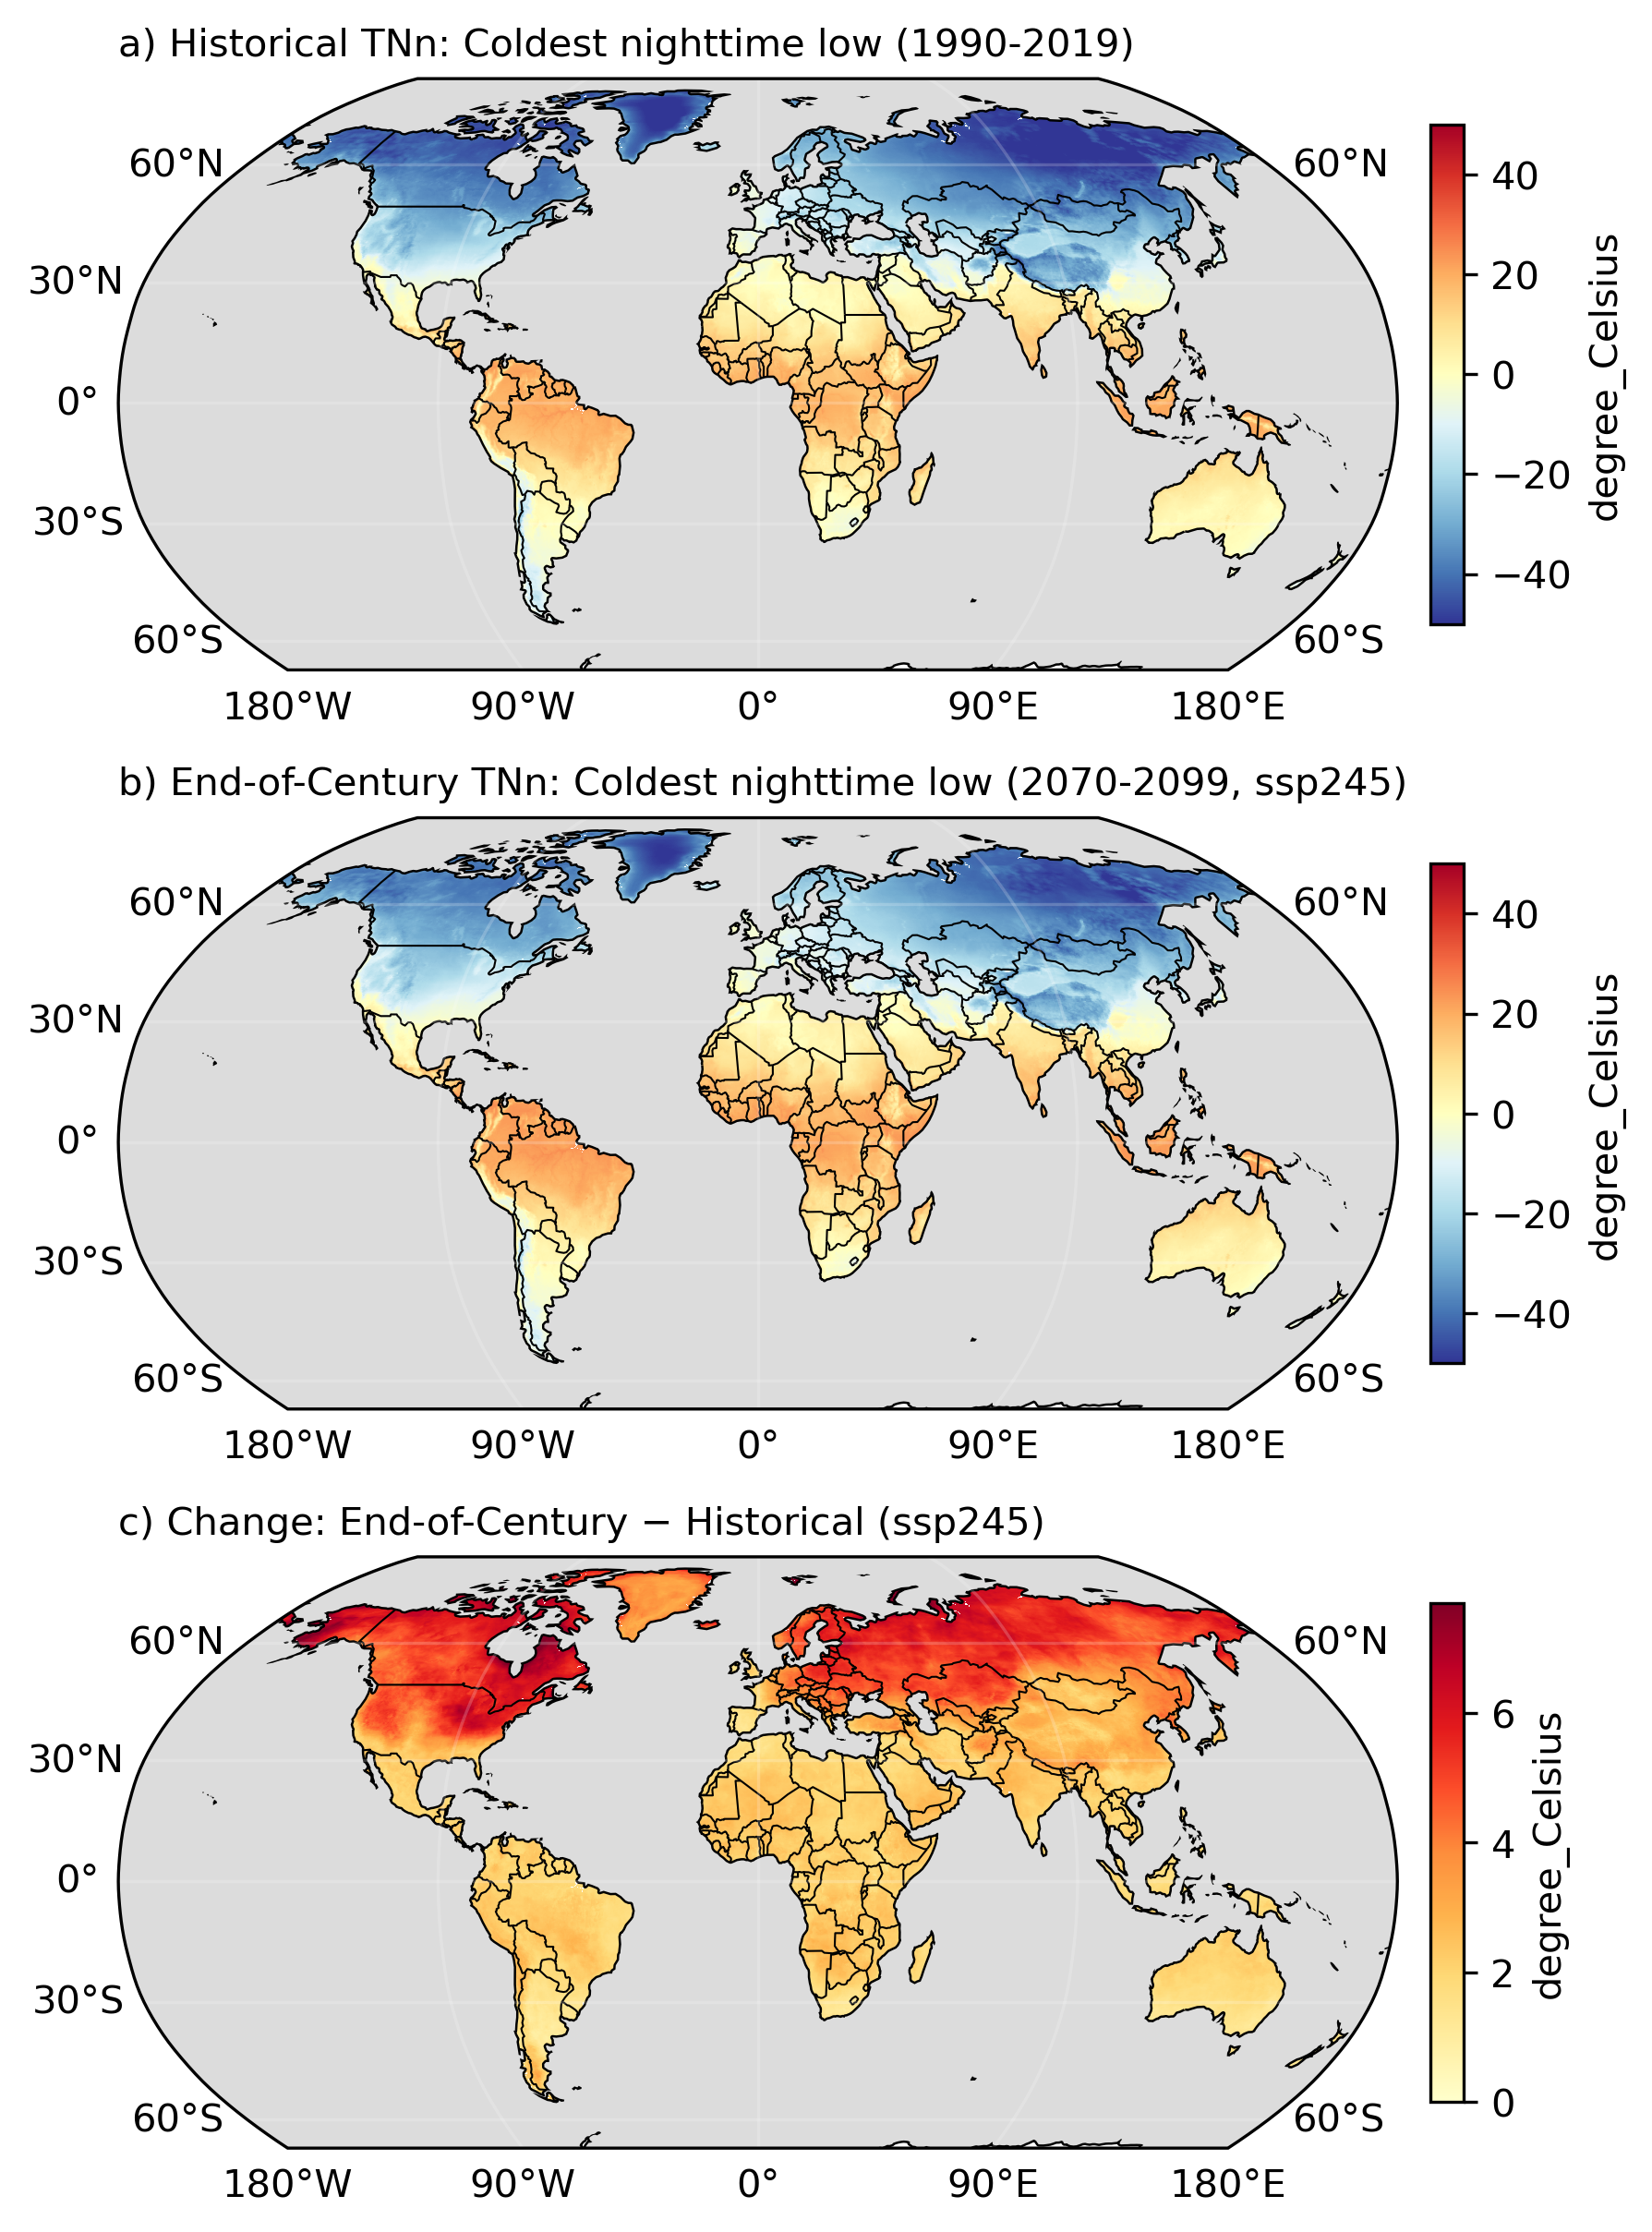 a) Historical TNn: Coldest nighttime low (1990-2019)
60°N
60°N
30°N
0°
30°S
60°S
60°S
180°W 90°W 0° 90°E 180°E
40
20
0
−20
−40
degree_Celsius
b) End-of-Century TNn: Coldest nighttime low (2070-2099, ssp245)
60°N
60°N
30°N
0°
30°S
60°S
60°S
180°W 90°W 0° 90°E 180°E
40
20
0
−20
−40
degree_Celsius
c) Change: End-of-Century − Historical (ssp245)
60°N
60°N
30°N
0°
30°S
60°S
60°S
180°W 90°W 0° 90°E 180°E
6
4
2
0
degree_Celsius